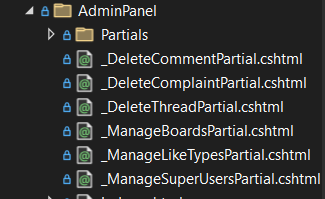 AdminPanel
Partials
_DeleteCommentPartial.cshtml
_DeleteComplaintPartial.cshtml
_DeleteThreadPartial.cshtml
_ManageBoardsPartial.cshtml
_ManageLikeTypesPartial.cshtml
_ManageSuperUsersPartial.cshtml